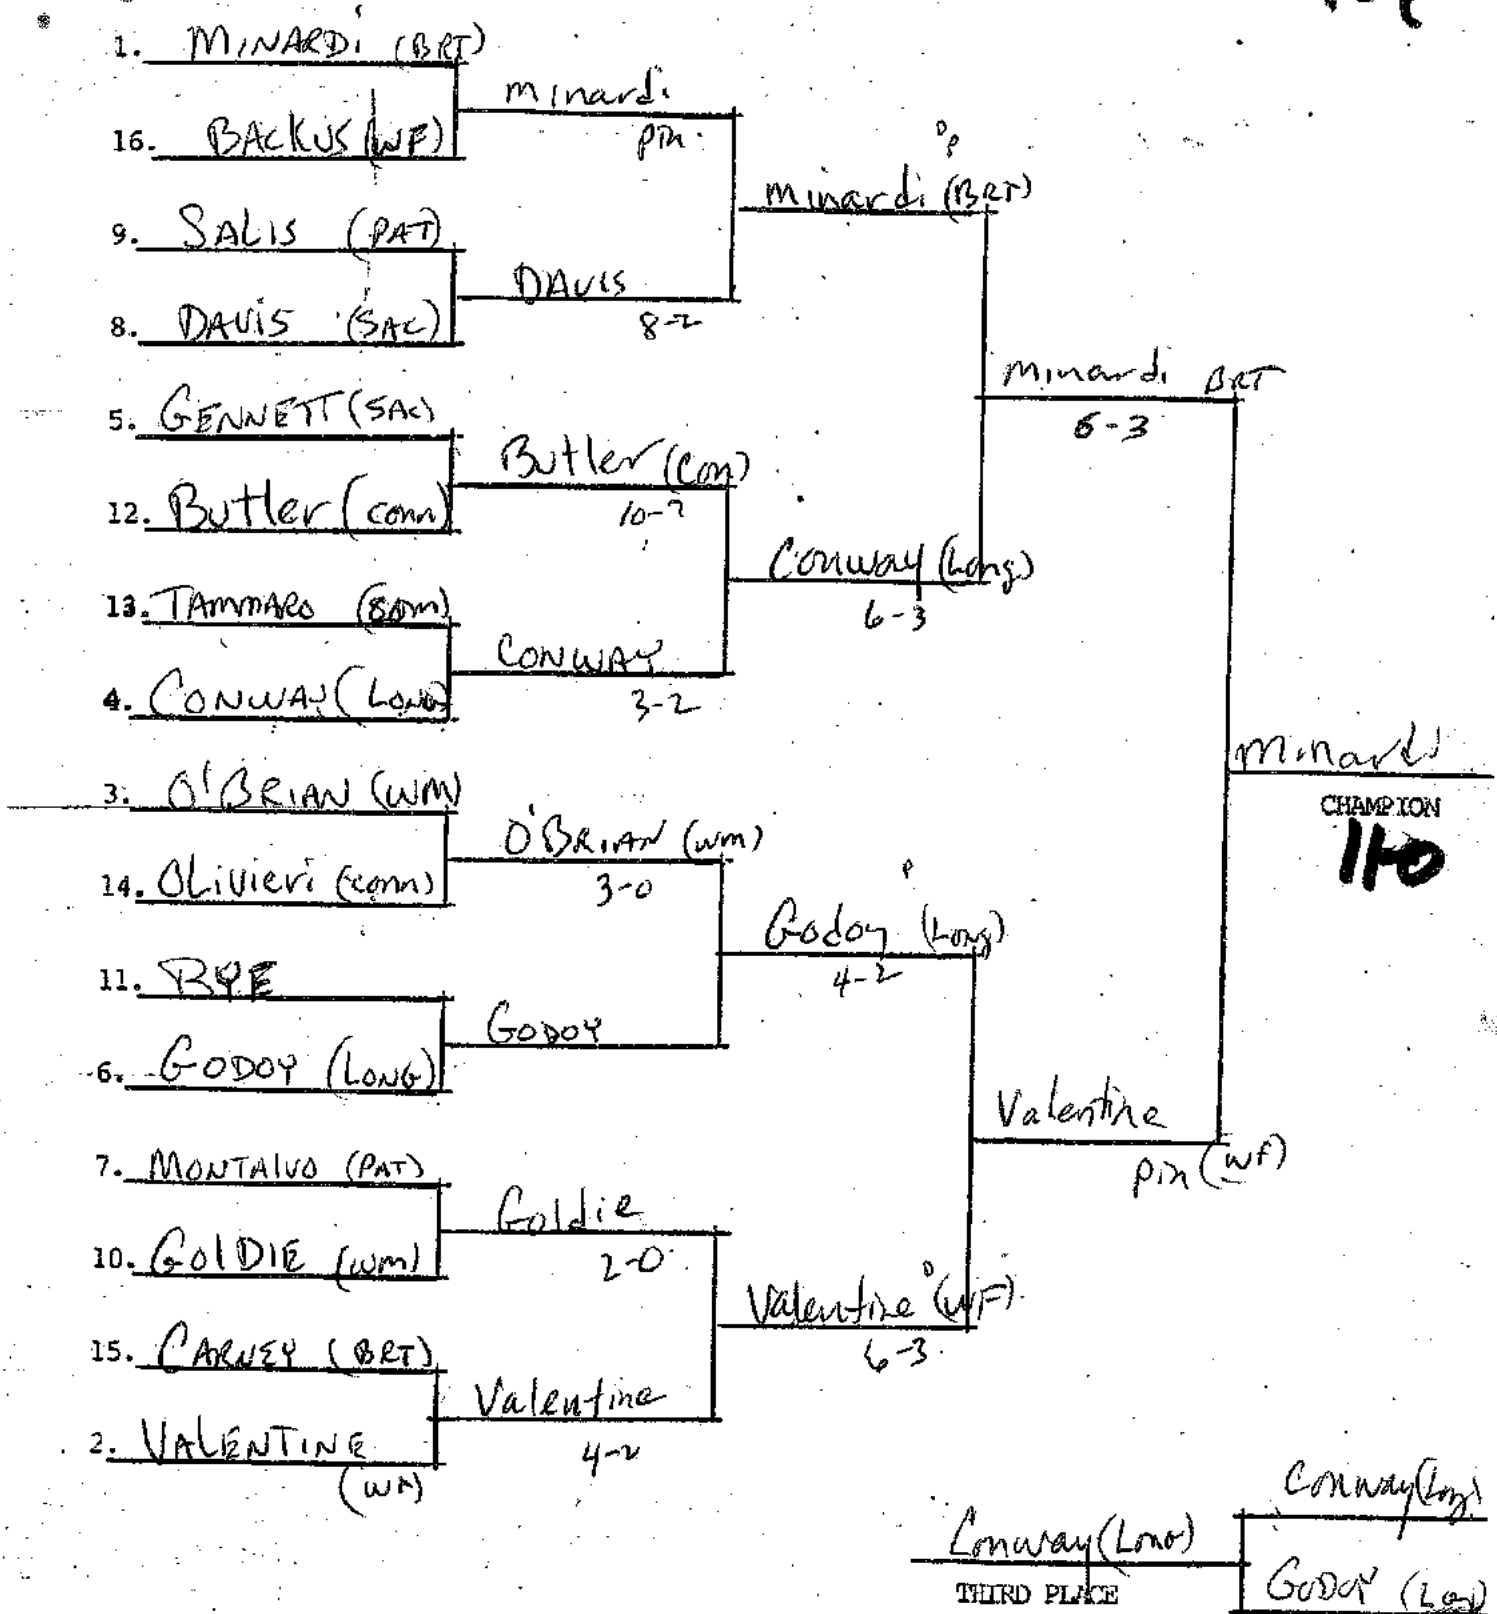 1. MINARDI (BRT)
16. BACKUS (WF)
9. SALIS (PAT)
8. DAVIS (SAC)
5. GENNETT (SAC)
12. Butler (conn)
13. TAMMARO
4. CONWAY (LONG)
3. O'BRIAN (WM)
14. OLIVIERI (conn)
11. BYE
6. GODOY (LONG)
7. MONTALVO (PAT)
10. GOLDIE (WM)
15. CARNEY (BRT)
2. VALENTINE
Minardi
pin
DAVIS
8-2
Butler (Con)
CONWAY
3-2
O'BRIAN (WM)
3-0
GODOY
Goldie
2-0
Valentine
4-2
Minardi (BRT)
Conway (Long)
6-3
Godoy (Long)
4-2
Valentine (WF)
6-3
Minardi BRT
6-3
Valentine
pin (WF)
Minardi
CHAMPION
110
Conway (Long)
Conway (Long)
THIRD PLACE
GODOY (Long)